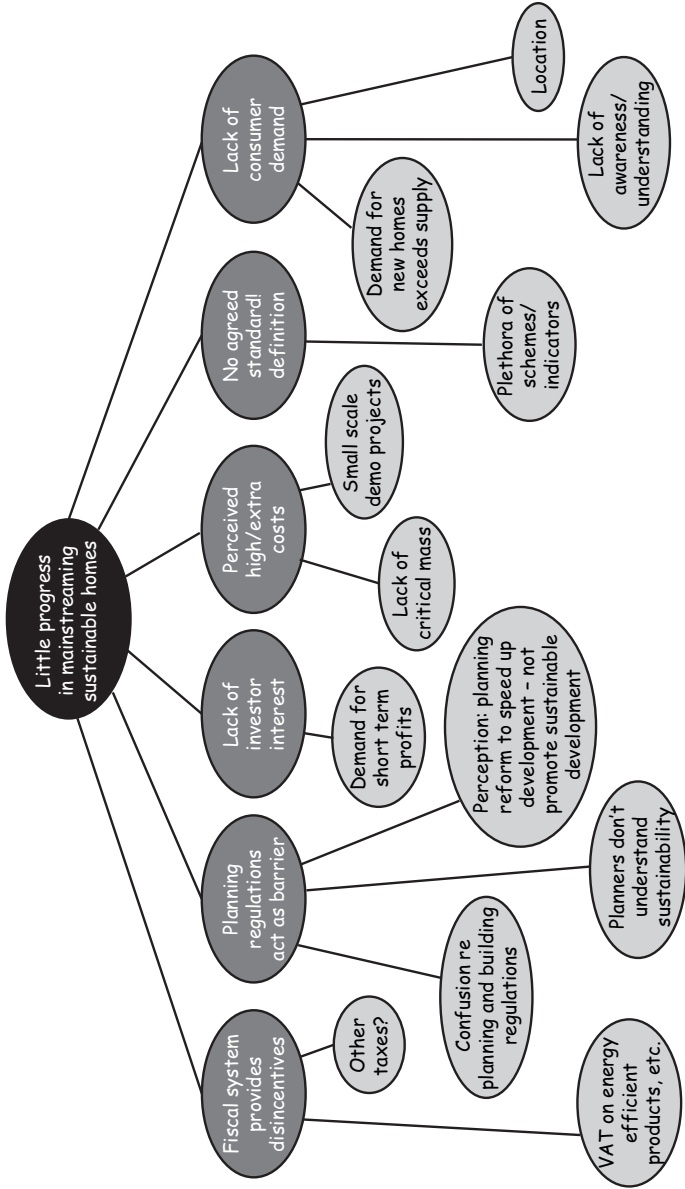 Little progress
in mainstreaming
sustainable homes
Fiscal system
provides
disincentives
Planning
regulations
act as barrier
Lack of
investor
interest
Perceived
high/extra
costs
No agreed
standard!
definition
Lack of
consumer
demand
Other
taxes?
VAT on energy
efficient
products, etc.
Confusion re
planning and building
regulations
Planners don't
understand
sustainability
Perception: planning
reform to speed up
development – not
promote sustainable
development
Demand for
short term
profits
Lack of
critical mass
Small scale
demo projects
Plethora of
schemes/
indicators
Demand for
new homes
exceeds supply
Lack of
awareness/
understanding
Location